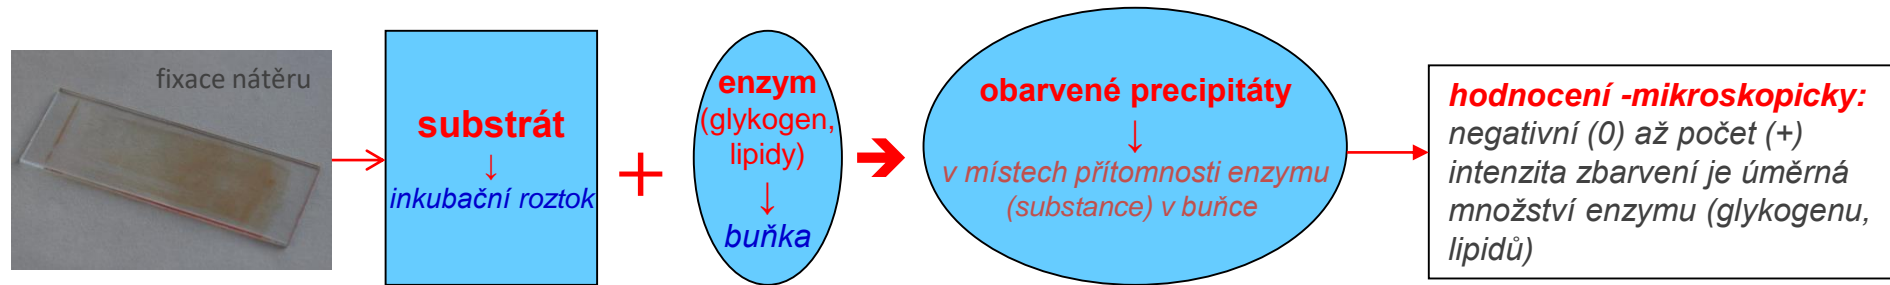 fixace nátěru
substrát
↓
inkubační roztok
+
enzym
(glykogen,
lipidy)
↓
buňka
obarvené precipitáty
↓
v místech přítomnosti enzymu
(substance) v buňce
hodnocení -mikroskopicky:
negativní (0) až počet (+)
intenzita zbarvení je úměrná
množství enzymu (glykogenu,
lipidů)